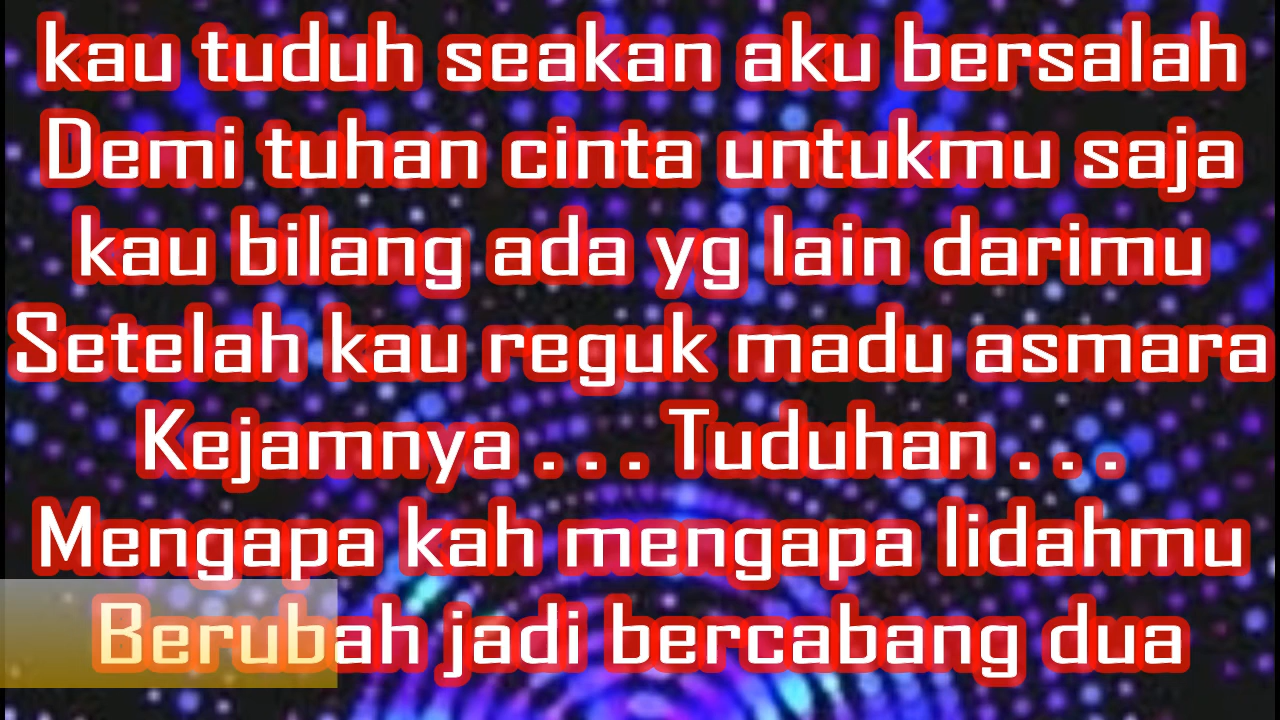 kau tuduh seakan aku bersalah
Demi tuhan cinta untukmu saja
kau bilang ada yg lain darimu
Setelah kau reguk madu asmara
Kejamnya . . . Tuduhan . . .
Mengapa kah mengapa lidahmu
Berubah jadi bercabang dua